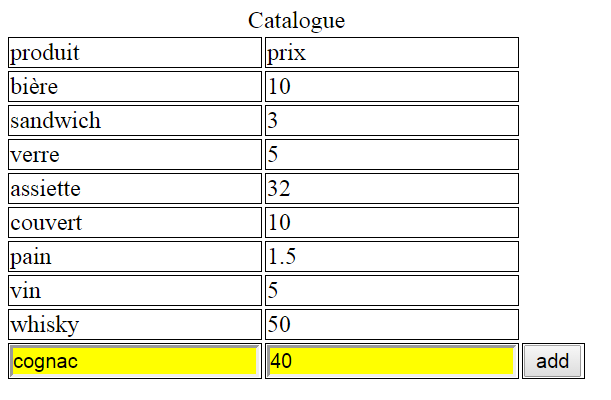 Catalogue
produit prix
bière 10
sandwich 3
verre 5
assiette 32
couvert 10
pain 1.5
vin 5
whisky 50
cognac 40 add